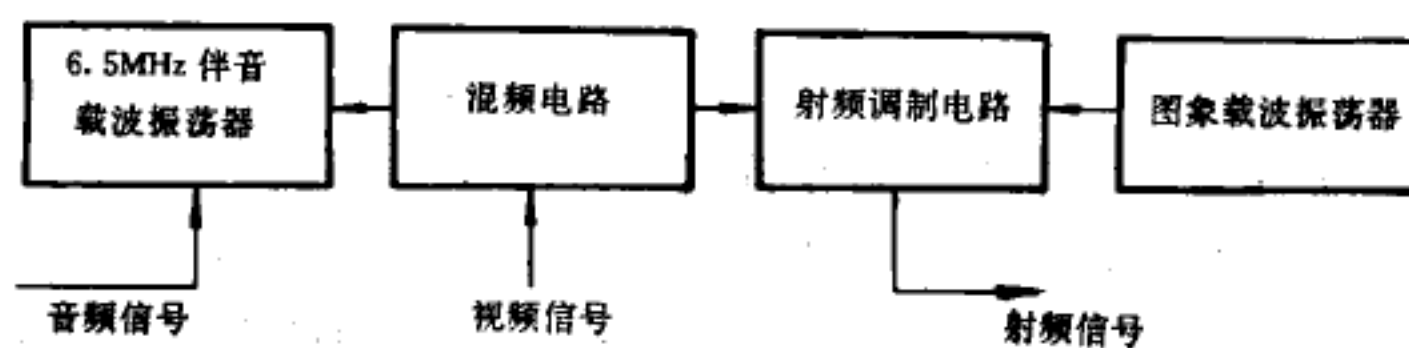 6.5MHz 伴音
载波振荡器
混频电路
射频调制电路
图象载波振荡器
音频信号
视频信号
射频信号